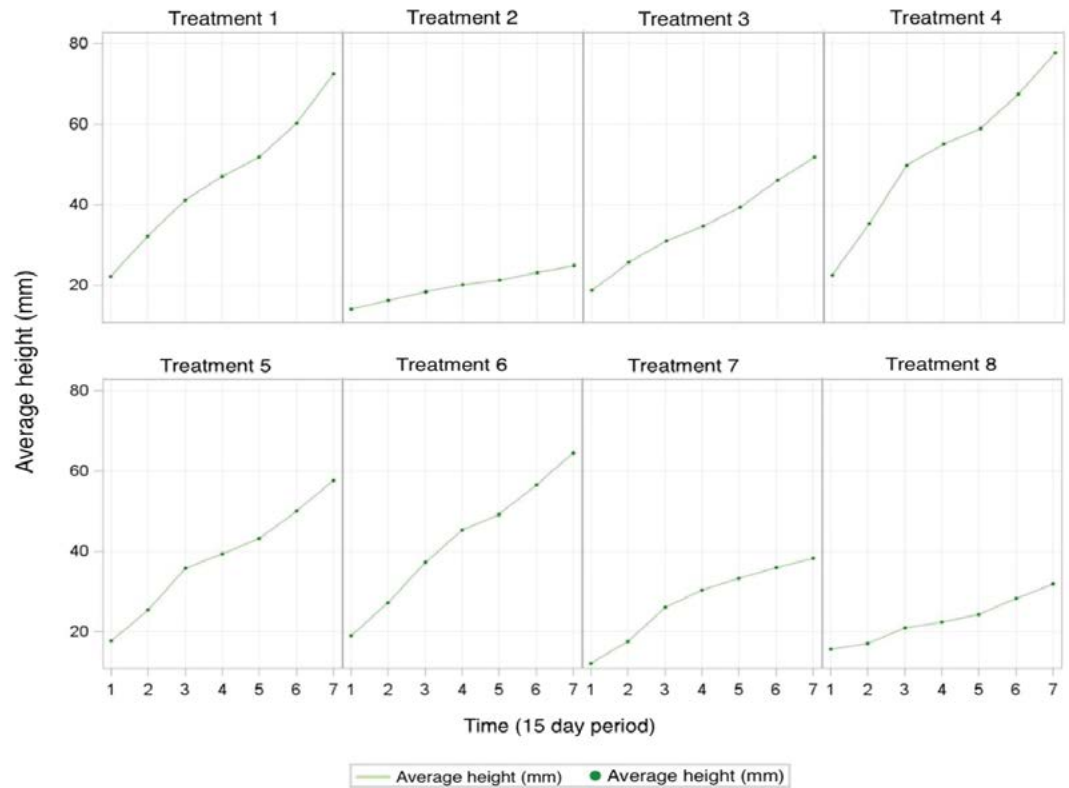 Treatment 1 Treatment 2 Treatment 3 Treatment 4
80
60
40
20
Average height (mm)
Treatment 5 Treatment 6 Treatment 7 Treatment 8
80
60
40
20
1 2 3 4 5 6 7 1 2 3 4 5 6 7 1 2 3 4 5 6 7 1 2 3 4 5 6 7
Time (15 day period)
Average height (mm) Average height (mm)